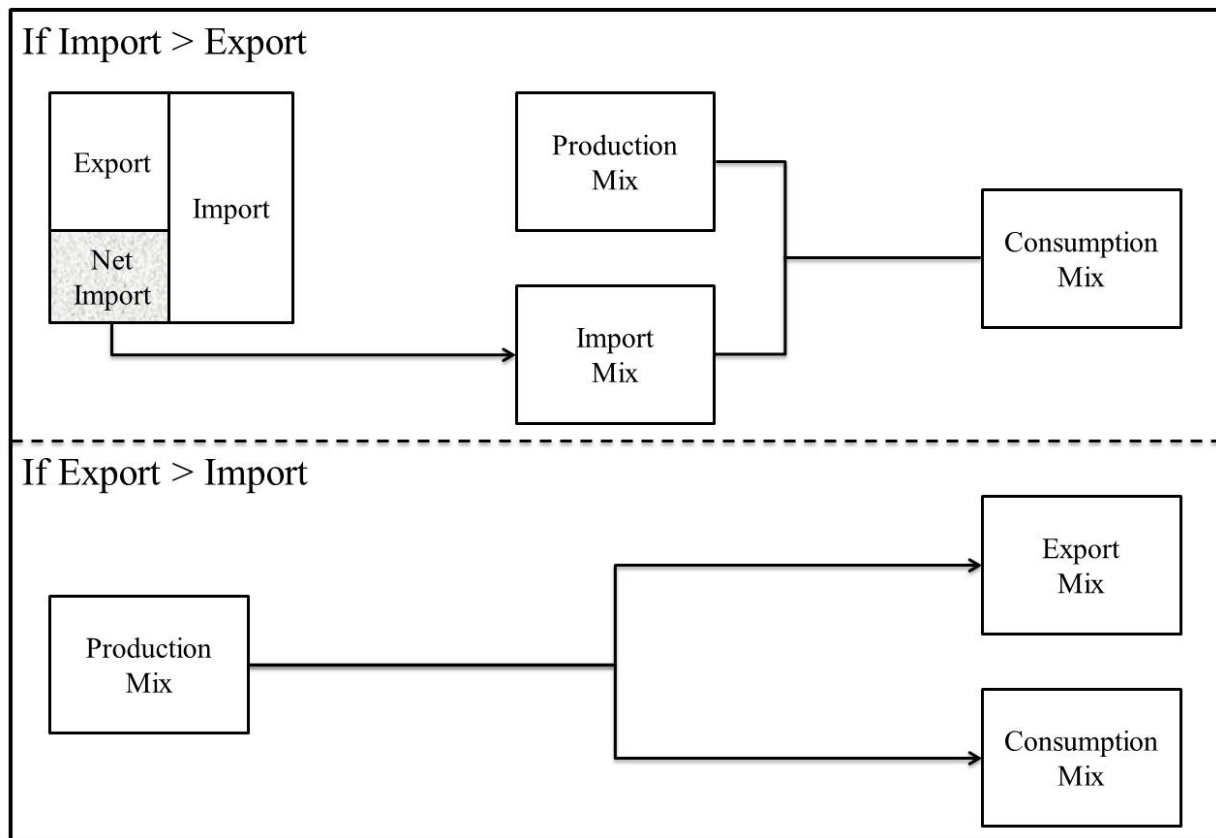 If Import > Export
Export
Import
Net
Import
Production
Mix
Import
Mix
Consumption
Mix
If Export > Import
Production
Mix
Export
Mix
Consumption
Mix